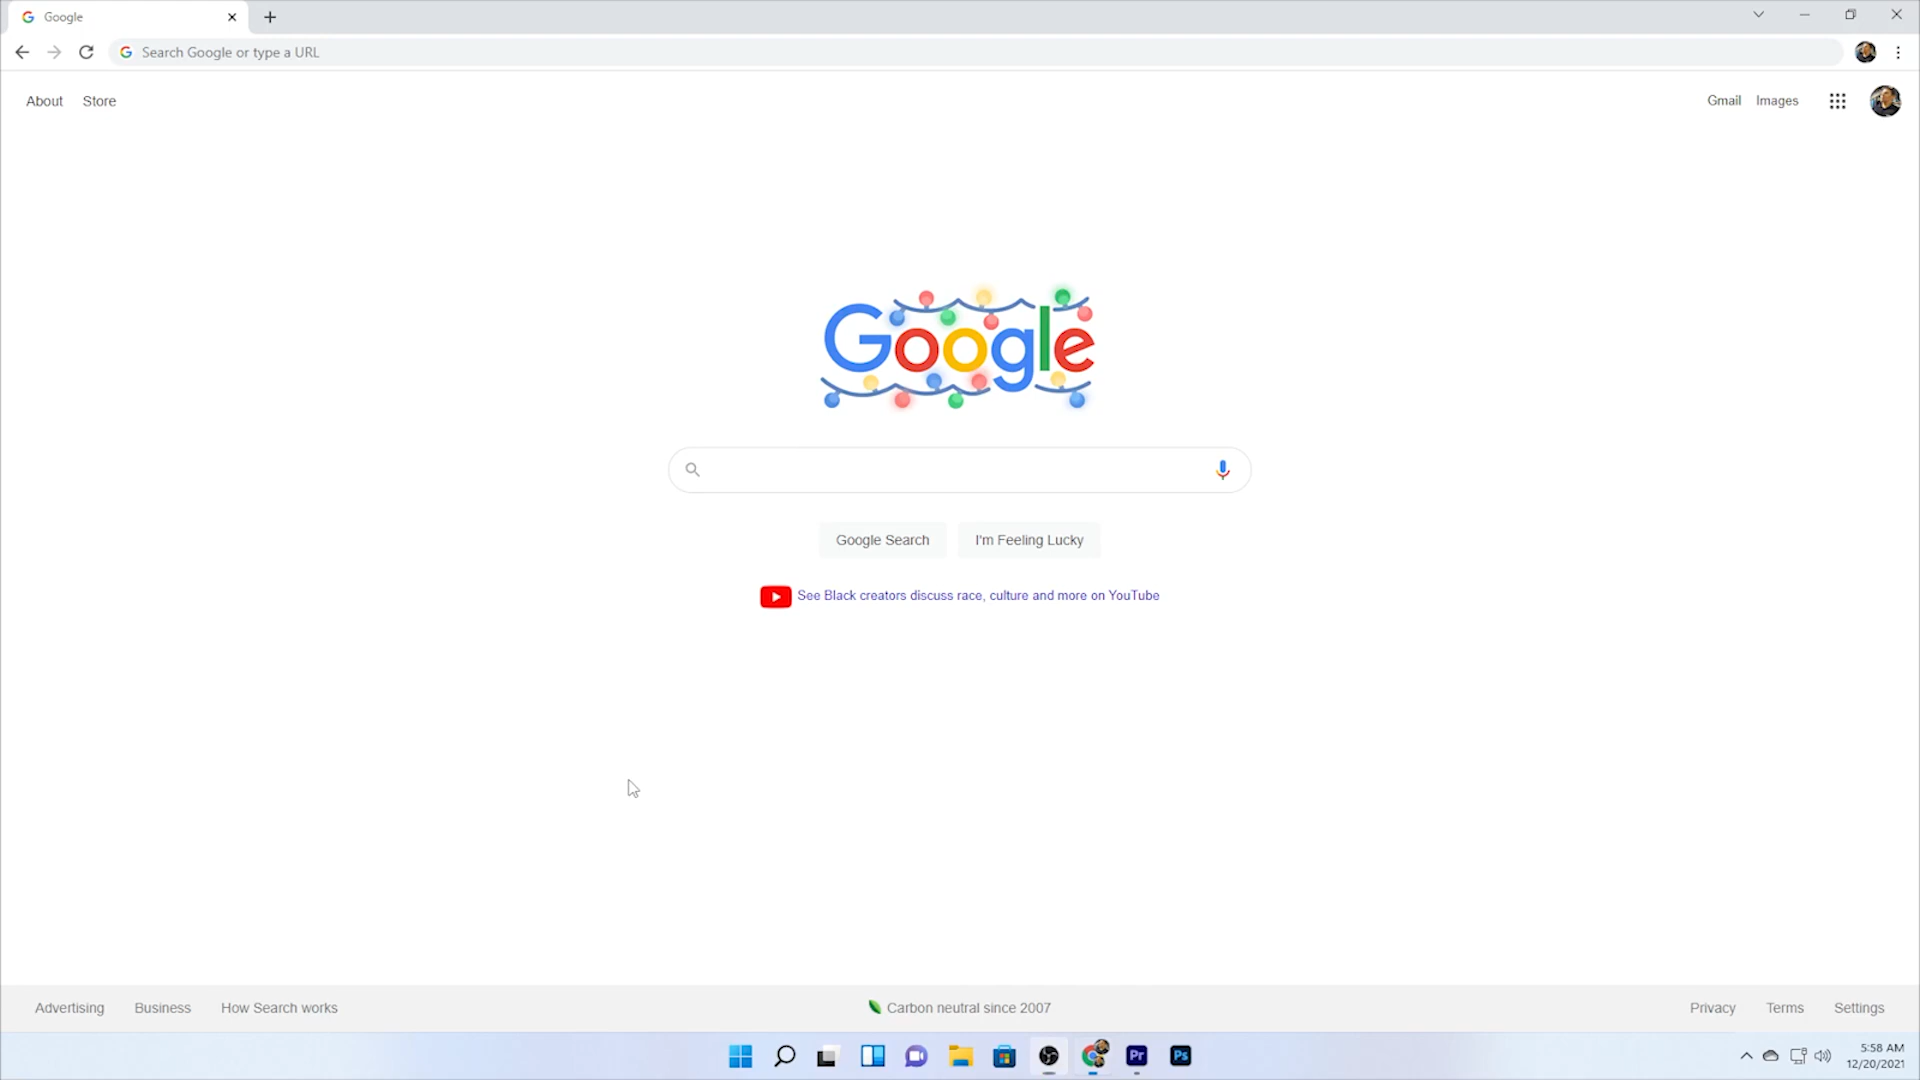 Google
Search Google or type a URL
About Store
Gmail Images
Google
Google Search I'm Feeling Lucky
See Black creators discuss race, culture and more on YouTube
Advertising Business How Search works
Carbon neutral since 2007
Privacy Terms Settings
Pr Ps
5:58 AM
12/20/2021